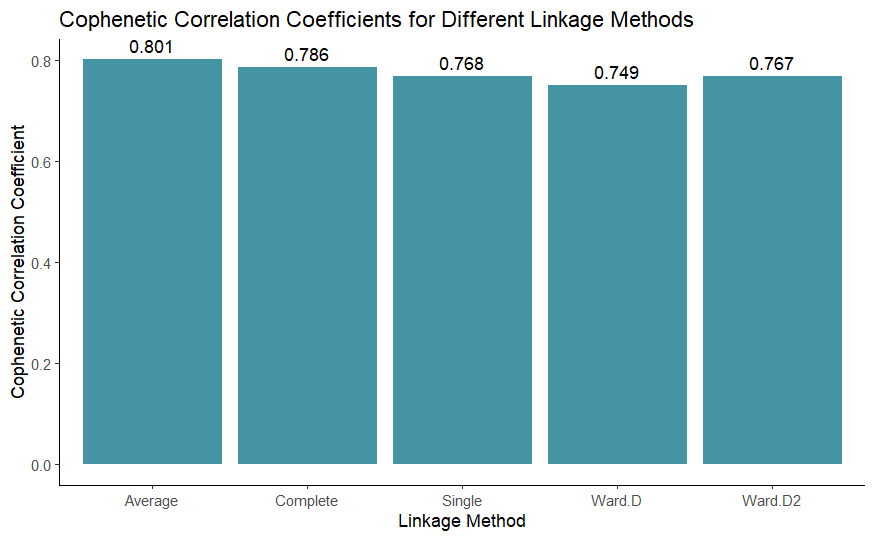 Cophenetic Correlation Coefficients for Different Linkage Methods
0.801
0.786
0.768
0.749
0.767
Cophenetic Correlation Coefficient
0.8
0.6
0.4
0.2
0.0
Average
Complete
Single
Ward.D
Ward.D2
Linkage Method